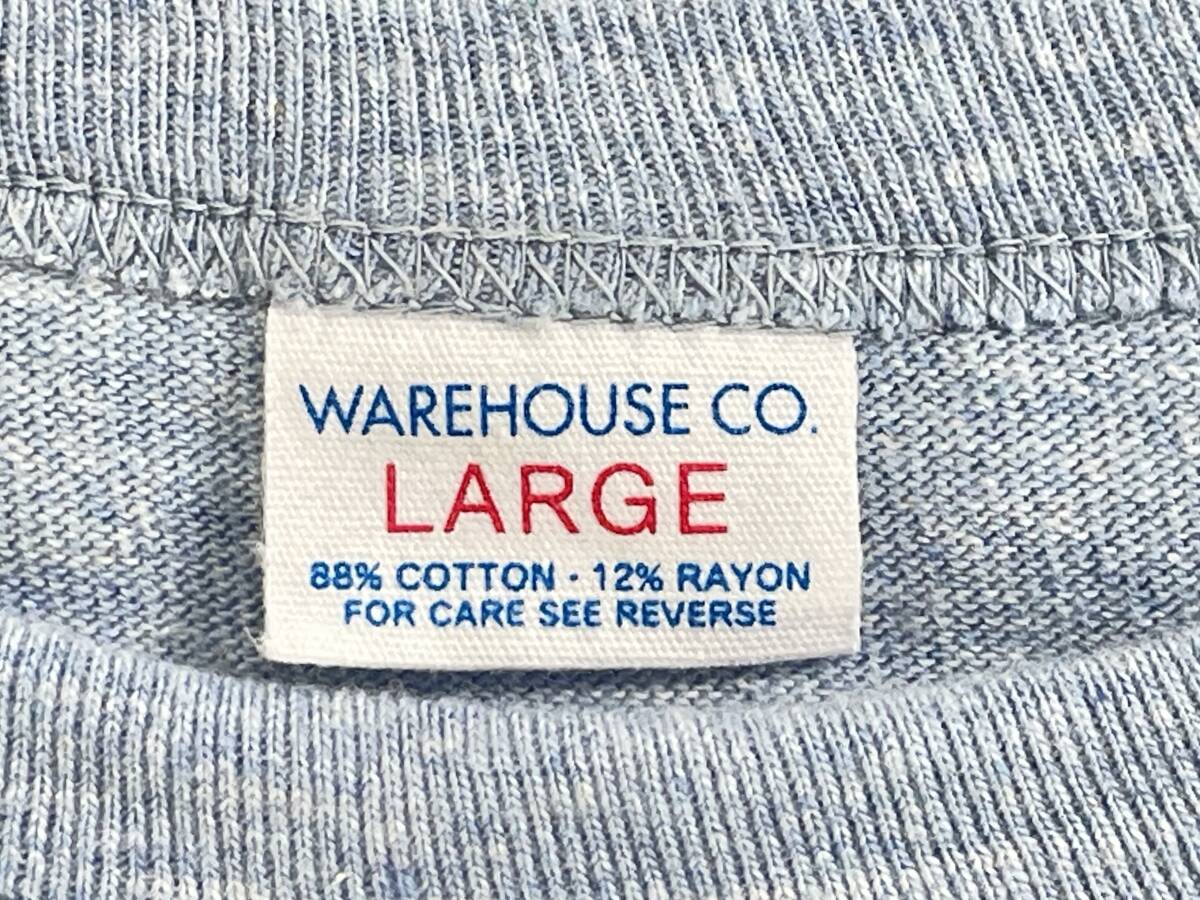 WAREHOUSE CO.
LARGE
88% COTTON · 12% RAYON
FOR CARE SEE REVERSE